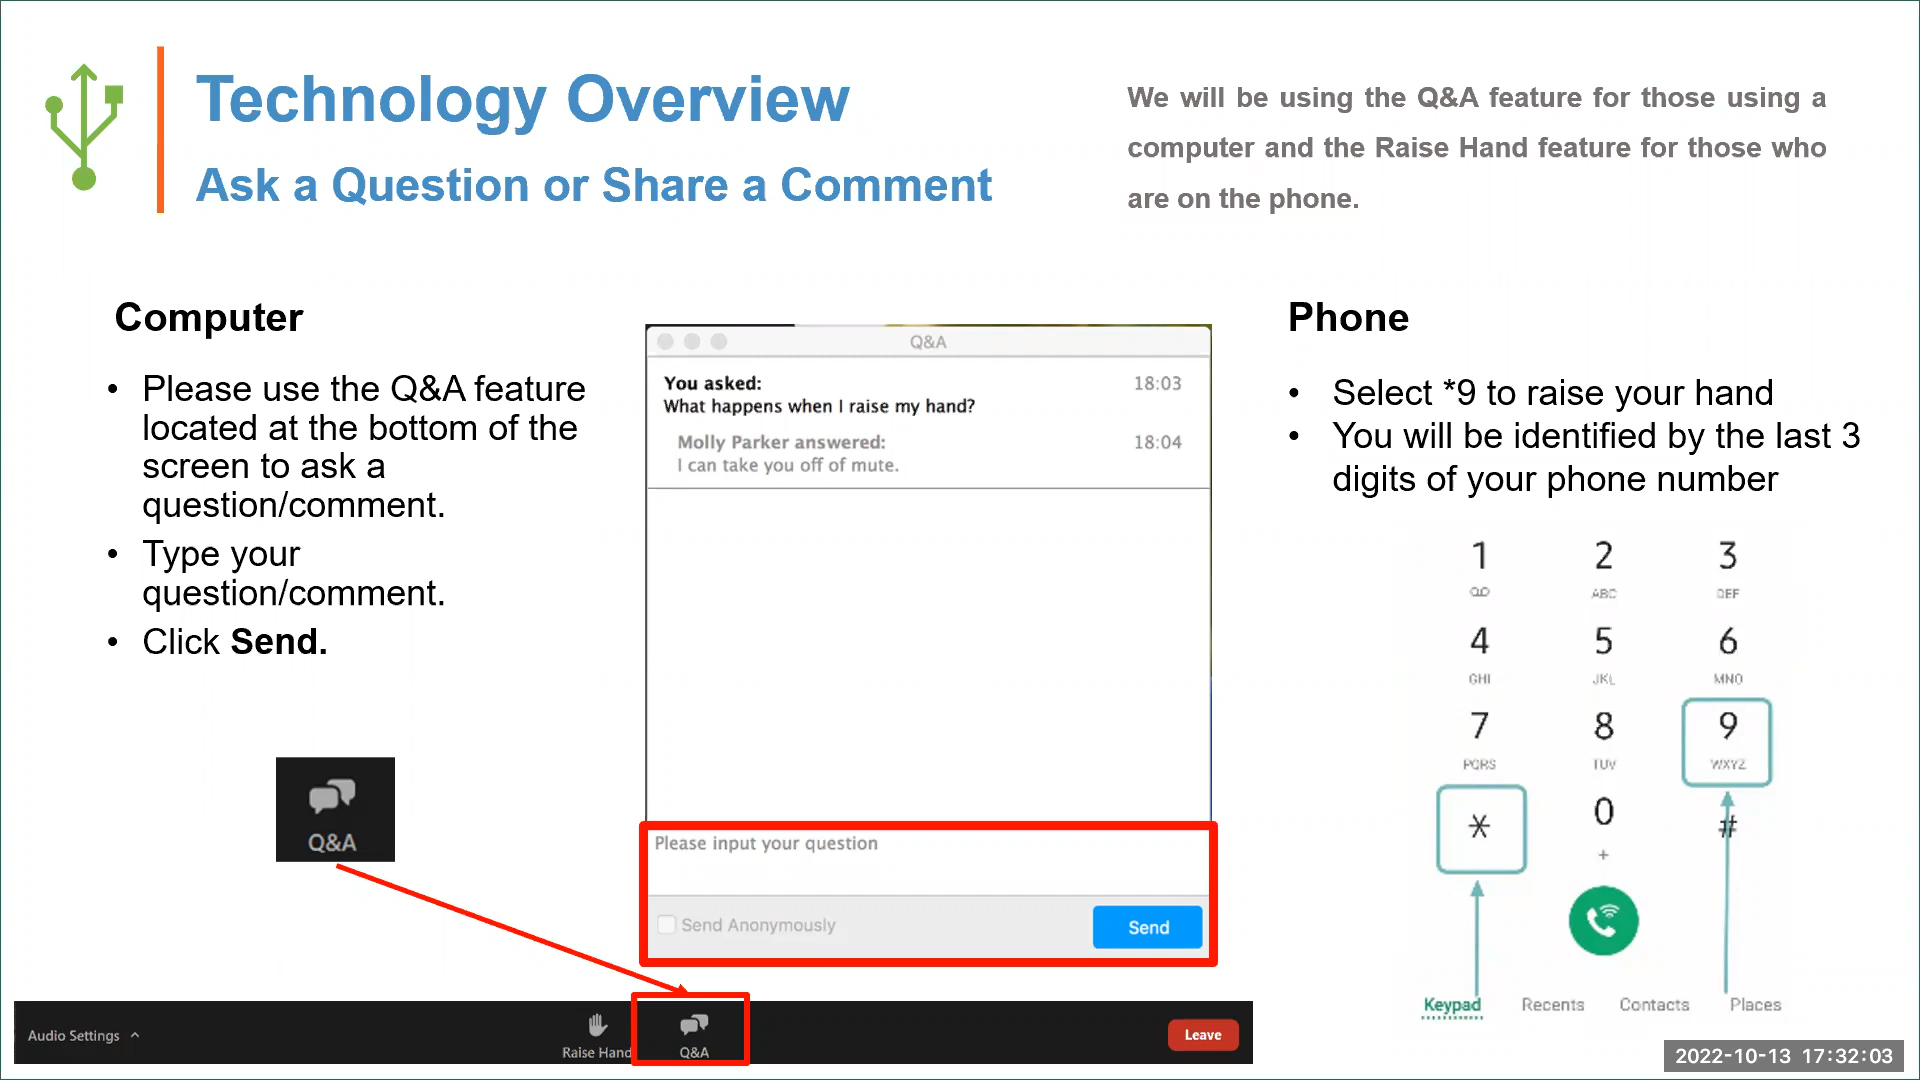 Technology Overview
Ask a Question or Share a Comment
We will be using the Q&A feature for those using a
computer and the Raise Hand feature for those who
are on the phone.
Computer
• Please use the Q&A feature
located at the bottom of the
screen to ask a
question/comment.
• Type your
question/comment.
• Click Send.
Q&A
Q&A
You asked: 18:03
What happens when I raise my hand?
Molly Parker answered: 18:04
I can take you off of mute.
Please input your question
Send Anonymously
Send
Phone
• Select *9 to raise your hand
• You will be identified by the last 3
digits of your phone number
1 2 3
ABC DEF
4 5 6
GHI JKL MNO
7 8 9
PQRS TUV WXYZ
* 0 #
+
Keypad Recents Contacts Places
Audio Settings ^
Raise Hand
Q&A
Leave
2022-10-13 17:32:03